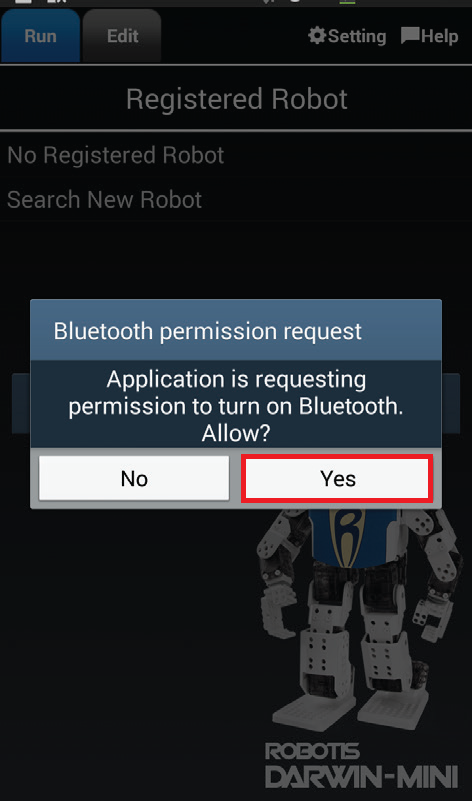 Run Edit Setting Help
Registered Robot
No Registered Robot
Search New Robot
Bluetooth permission request
Application is requesting
permission to turn on Bluetooth.
Allow?
No Yes
ROBOTIS
DARWIN-MINI